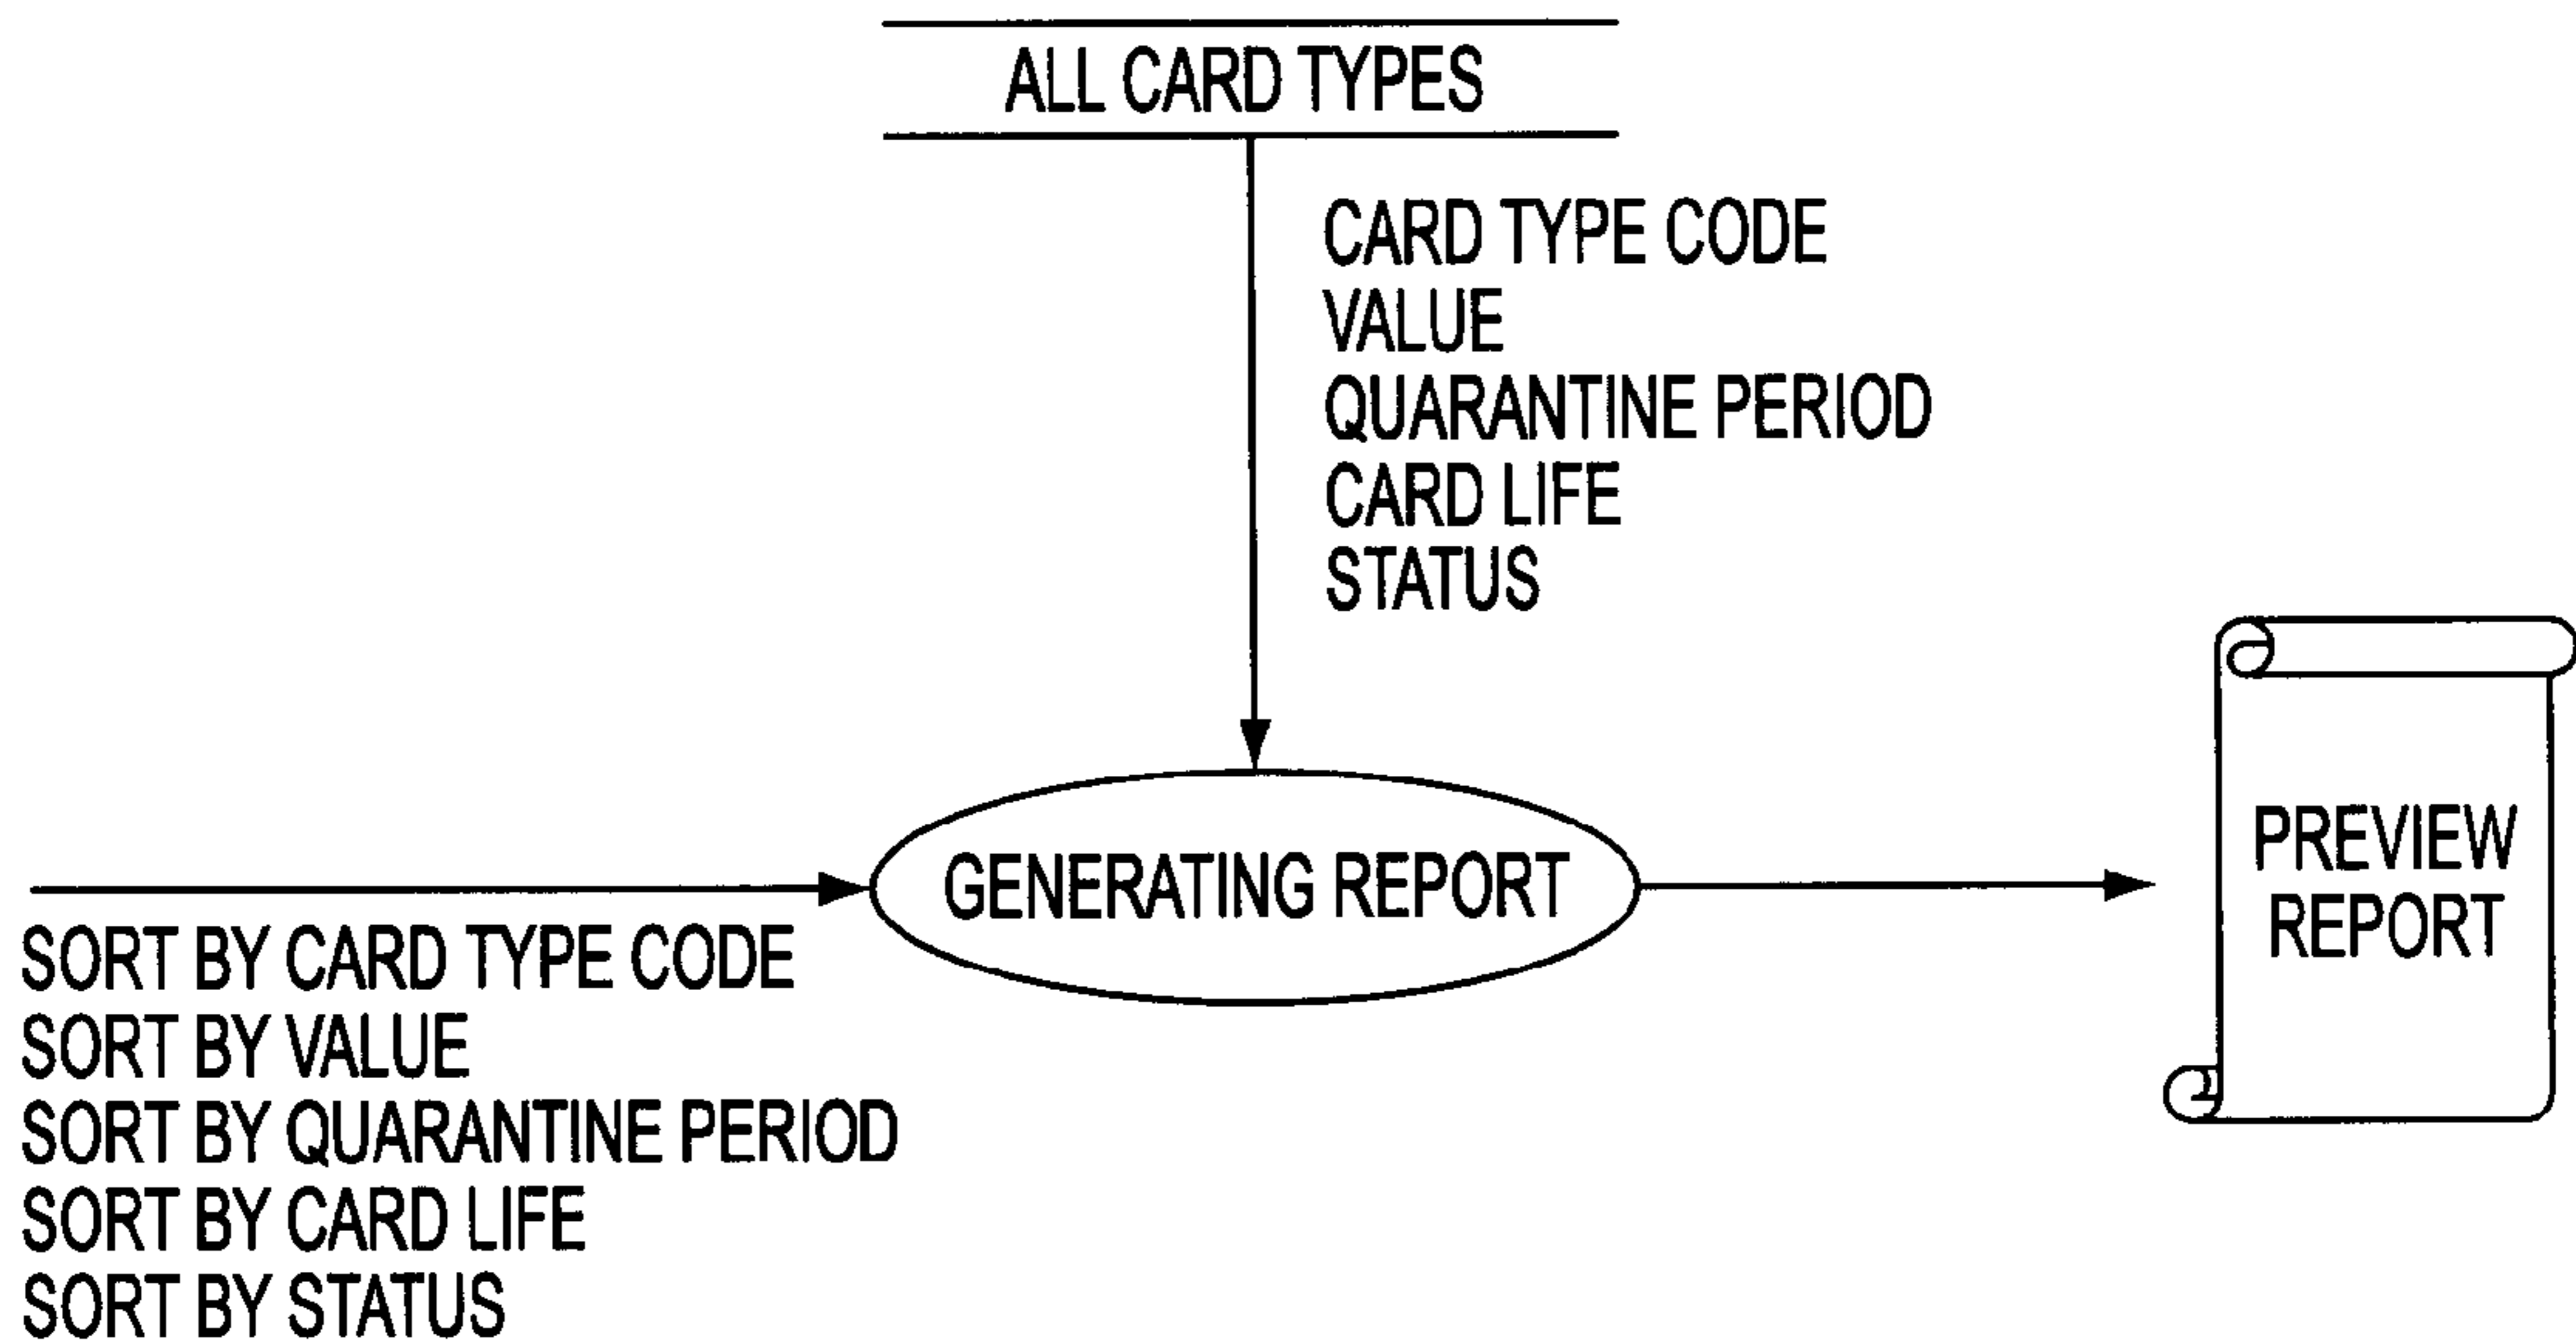 ALL CARD TYPES
CARD TYPE CODE
VALUE
QUARANTINE PERIOD
CARD LIFE
STATUS
GENERATING REPORT
PREVIEW
REPORT
SORT BY CARD TYPE CODE
SORT BY VALUE
SORT BY QUARANTINE PERIOD
SORT BY CARD LIFE
SORT BY STATUS